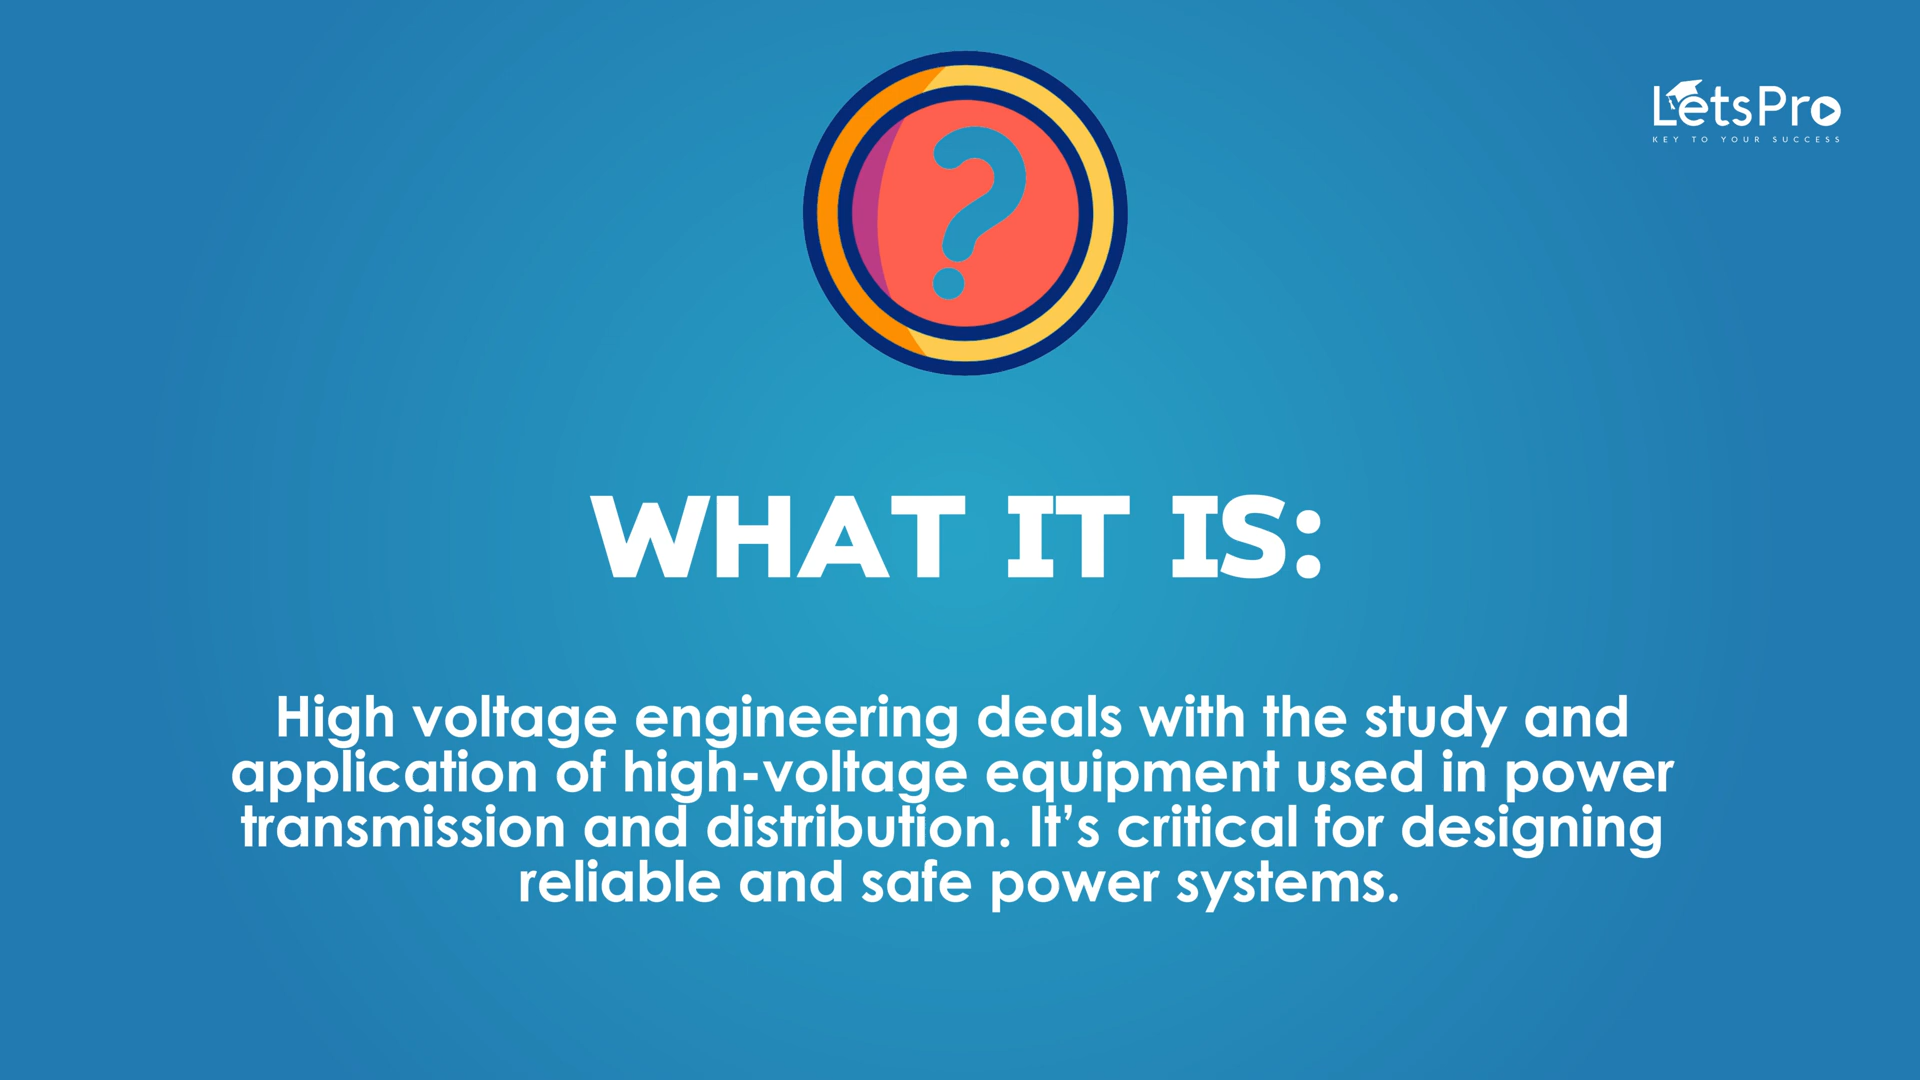 LetsPro
KEY TO YOUR SUCCESS
?
WHAT IT IS:
High voltage engineering deals with the study and
application of high-voltage equipment used in power
transmission and distribution. It’s critical for designing
reliable and safe power systems.